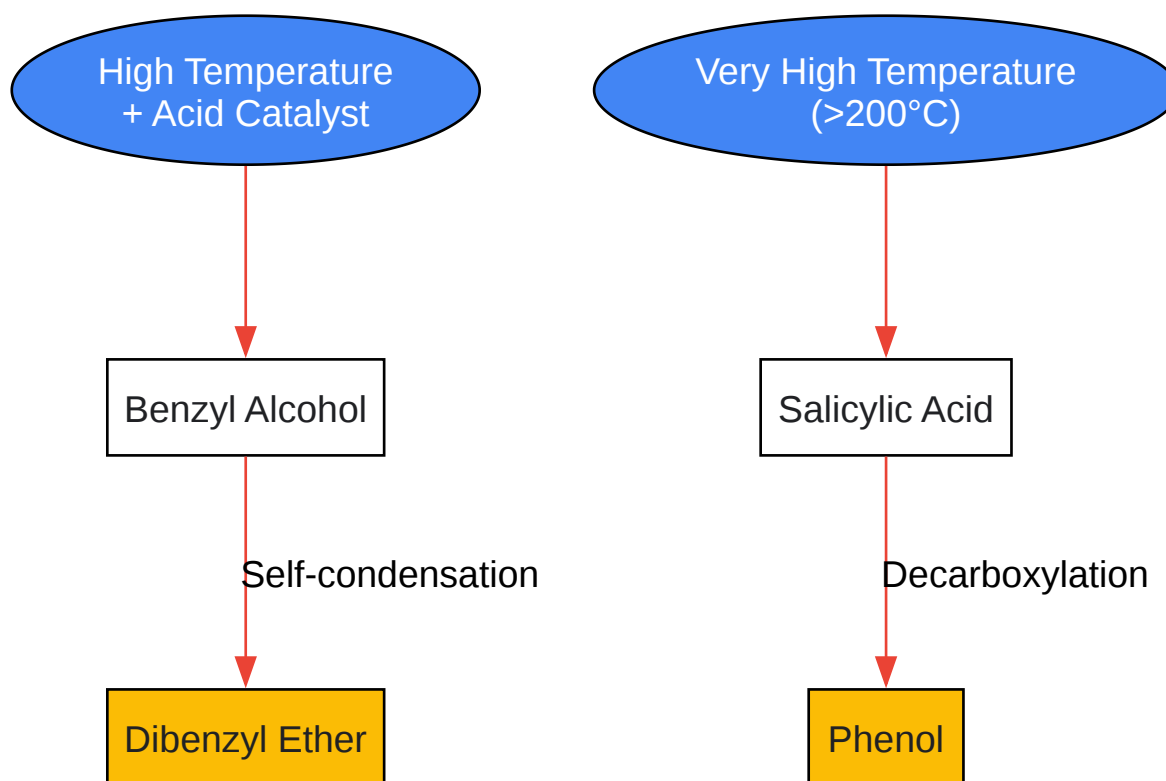 High Temperature
+ Acid Catalyst
Very High Temperature
(>200°C)
Benzyl Alcohol
Salicylic Acid
Self-condensation
Decarboxylation
Dibenzyl Ether
Phenol